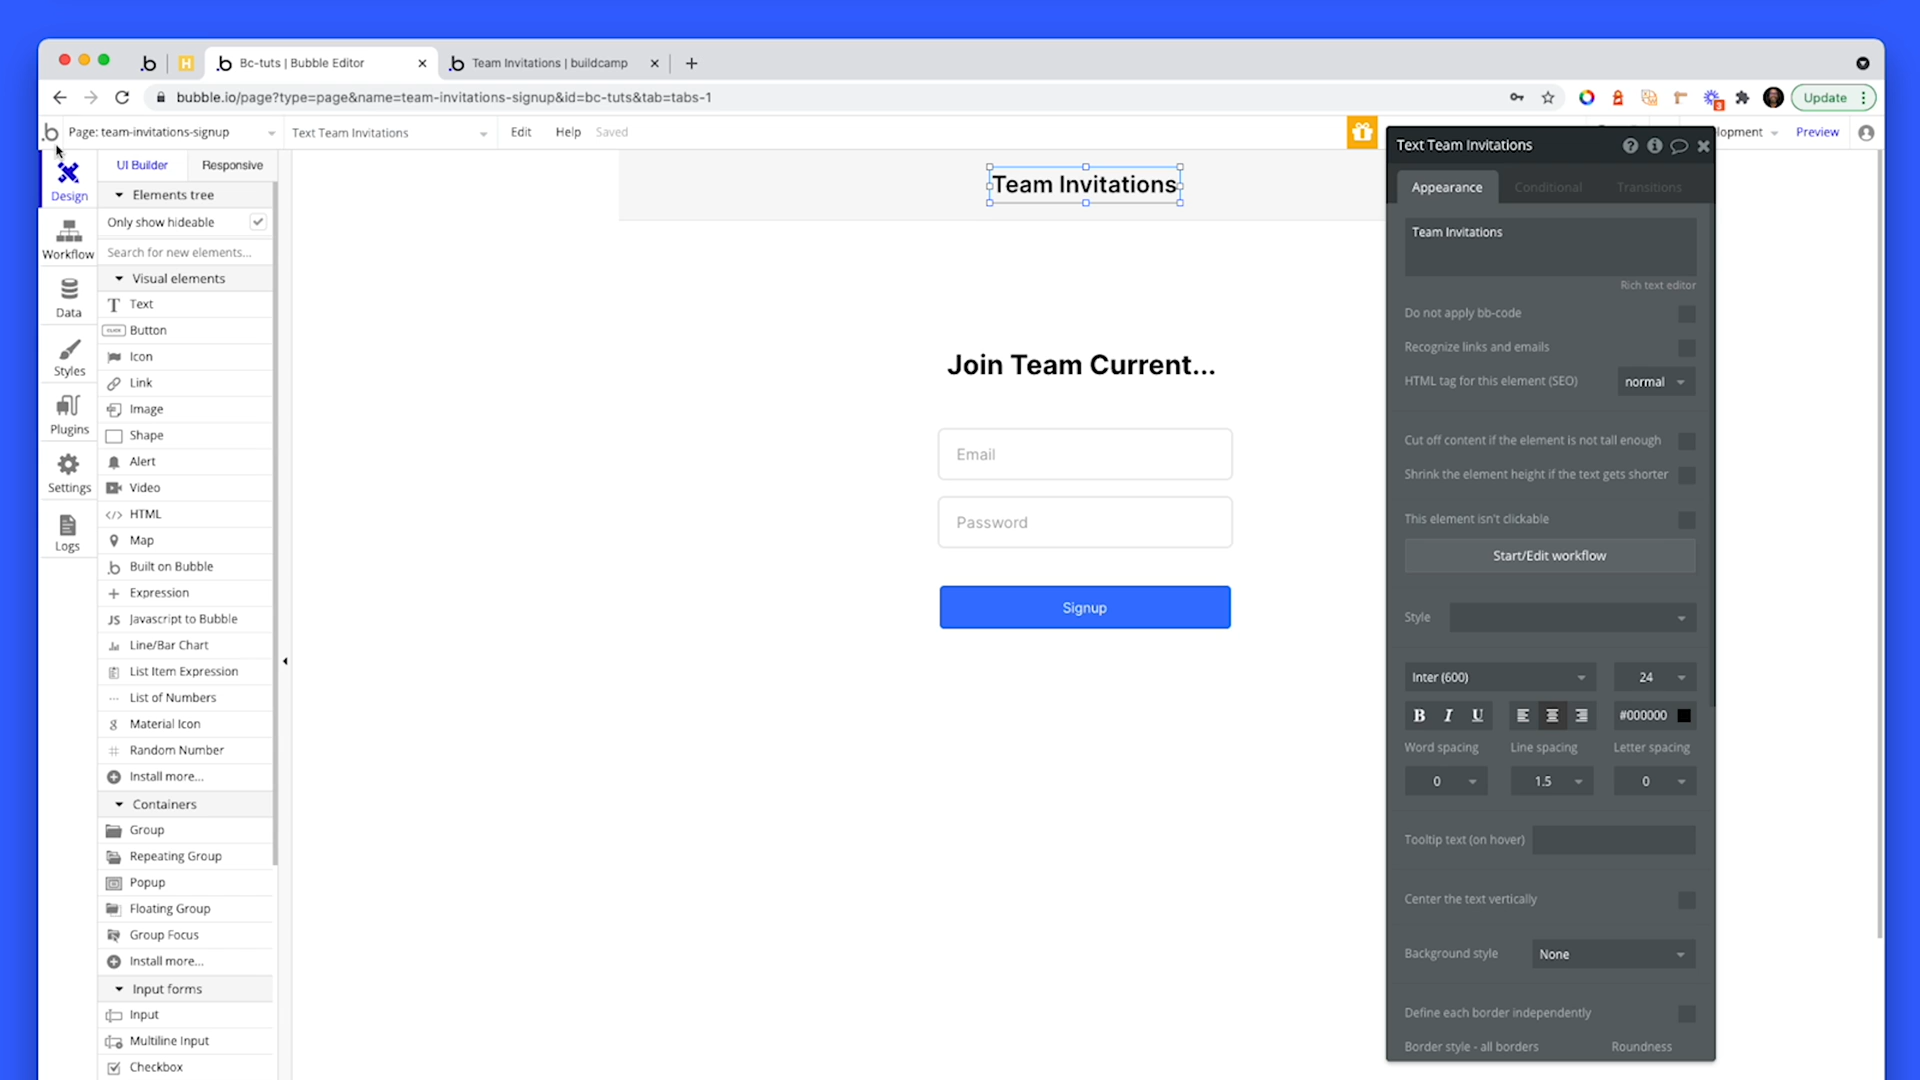 Bc-tuts | Bubble Editor
Team Invitations | buildcamp
bubble.io/page?type=page&name=team-invitations-signup&id=bc-tuts&tab=tabs-1
3
Update
Page: team-invitations-signup
Text Team Invitations
Edit
Help
Saved
lopment
Preview
Design
Workflow
Data
Styles
Plugins
Settings
Logs
UI Builder
Responsive
Elements tree
Only show hideable
Search for new elements...
Visual elements
Text
CLICK
Button
Icon
Link
Image
Shape
Alert
Video
HTML
Map
Built on Bubble
Expression
JS Javascript to Bubble
Line/Bar Chart
List Item Expression
List of Numbers
Material Icon
Random Number
Install more...
Containers
Group
Repeating Group
Popup
Floating Group
Group Focus
Install more...
Input forms
Input
Multiline Input
Checkbox
Team Invitations
Join Team Current...
Email
Password
Signup
Text Team Invitations
Appearance
Conditional
Transitions
Team Invitations
Rich text editor
Do not apply bb-code
Recognize links and emails
HTML tag for this element (SEO)
normal
Cut off content if the element is not tall enough
Shrink the element height if the text gets shorter
This element isn't clickable
Start/Edit workflow
Style
Inter (600)
24
B I U
#000000
Word spacing
Line spacing
Letter spacing
0
1.5
0
Tooltip text (on hover)
Center the text vertically
Background style
None
Define each border independently
Border style - all borders
Roundness